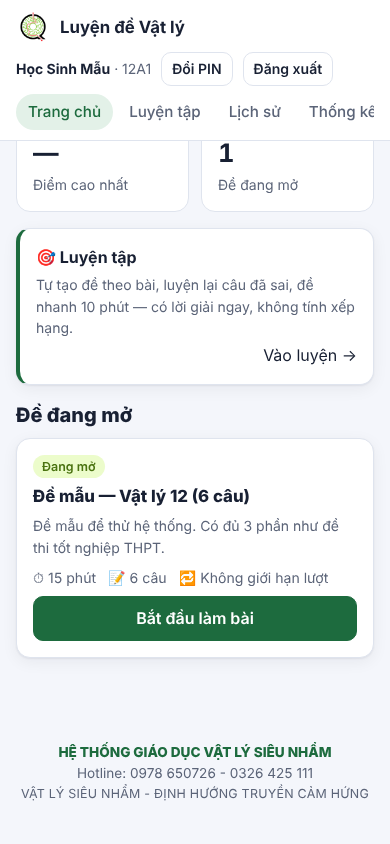 Luyện đề Vật lý
Học Sinh Mẫu · 12A1 Đổi PIN Đăng xuất
Trang chủ Luyện tập Lịch sử Thống kê
— 1
Điểm cao nhất Đề đang mở
🎯 Luyện tập
Tự tạo đề theo bài, luyện lại câu đã sai, đề
nhanh 10 phút — có lời giải ngay, không tính xếp
hạng.
Vào luyện →
Đề đang mở
Đang mở
Đề mẫu — Vật lý 12 (6 câu)
Đề mẫu để thử hệ thống. Có đủ 3 phần như đề
thi tốt nghiệp THPT.
⏱ 15 phút 📝 6 câu 🔁 Không giới hạn lượt
Bắt đầu làm bài
HỆ THỐNG GIÁO DỤC VẬT LÝ SIÊU NHẨM
Hotline: 0978 650726 - 0326 425 111
VẬT LÝ SIÊU NHẨM - ĐỊNH HƯỚNG TRUYỀN CẢM HỨNG